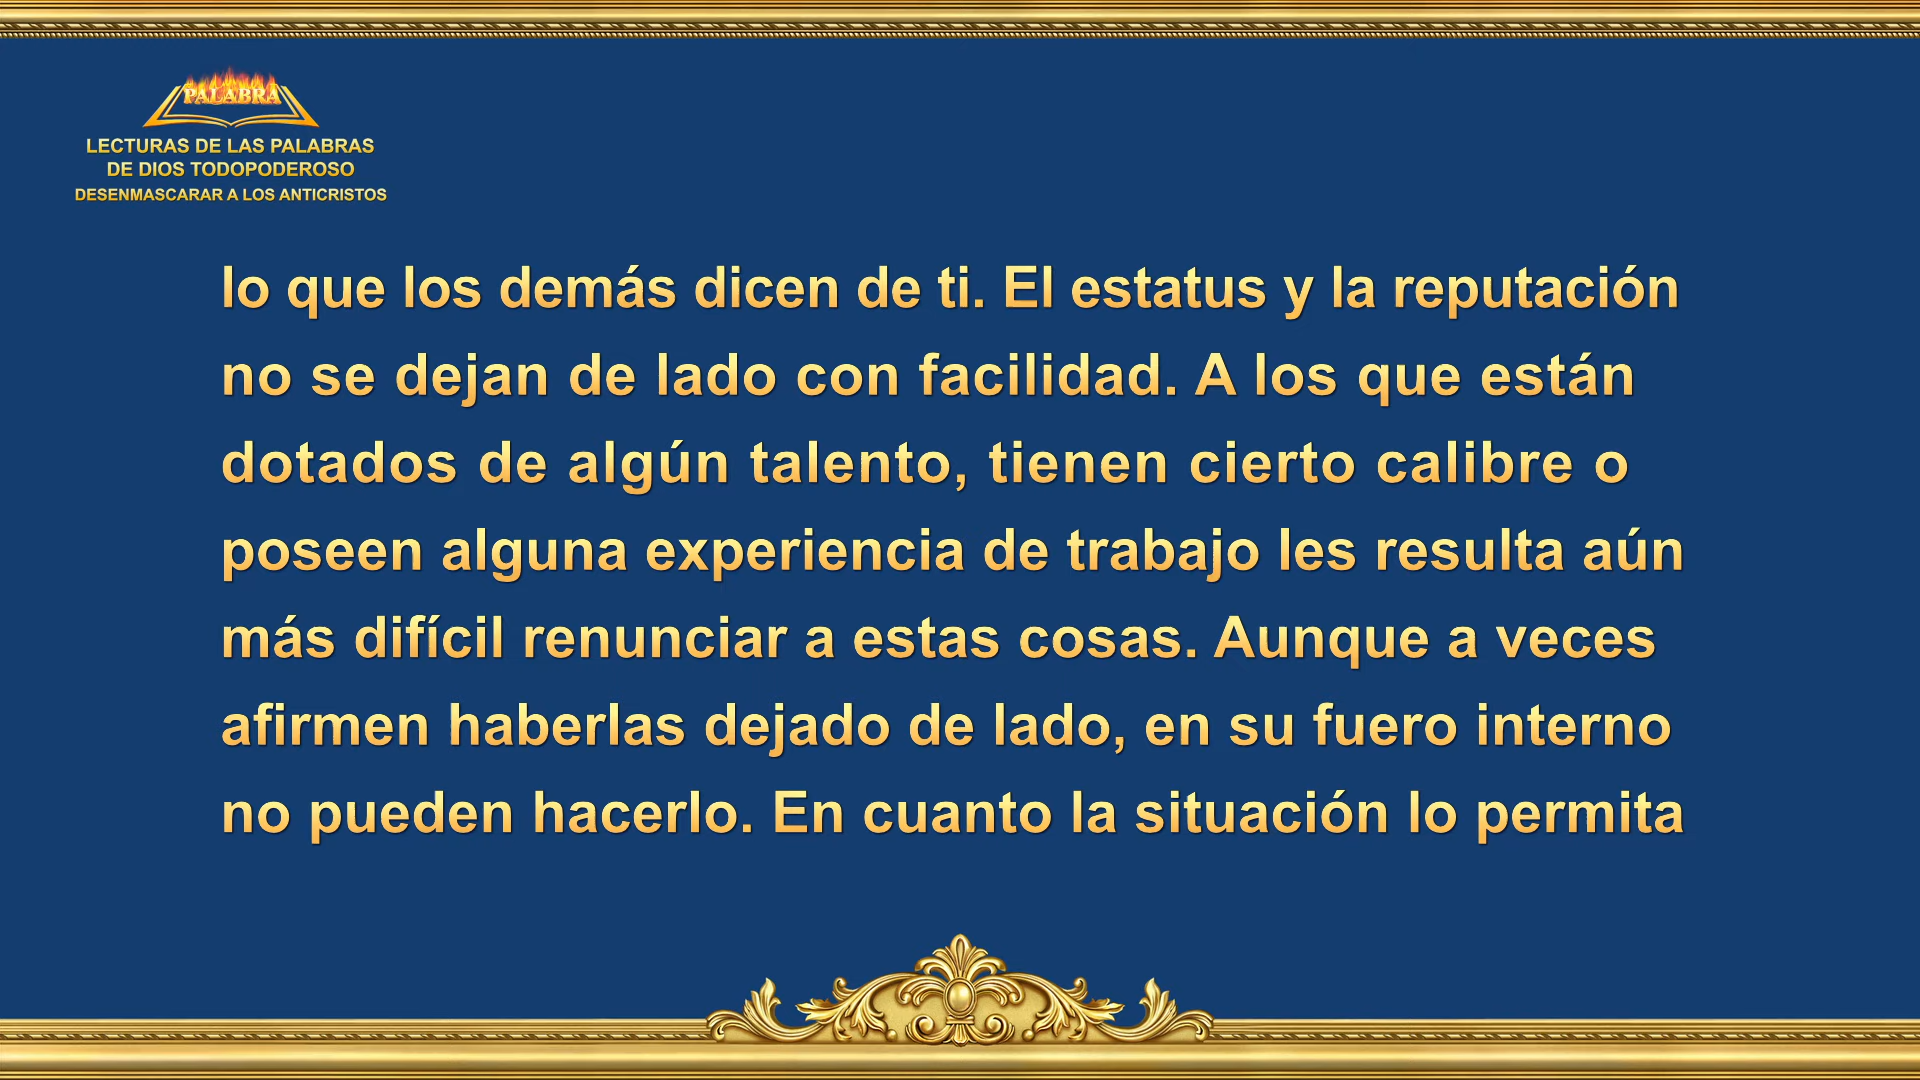 PALABRA
LECTURAS DE LAS PALABRAS
DE DIOS TODOPODEROSO
DESENMASCARAR A LOS ANTICRISTOS
lo que los demás dicen de ti. El estatus y la reputación
no se dejan de lado con facilidad. A los que están
dotados de algún talento, tienen cierto calibre o
poseen alguna experiencia de trabajo les resulta aún
más difícil renunciar a estas cosas. Aunque a veces
afirmen haberlas dejado de lado, en su fuero interno
no pueden hacerlo. En cuanto la situación lo permita